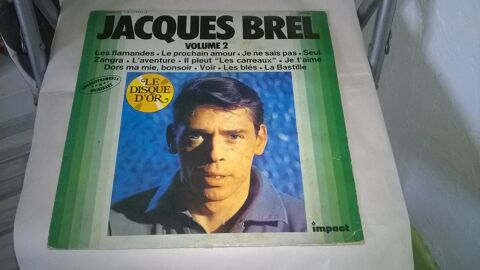 JACQUES BREL
VOLUME 2
Les flamandes • Le prochain amour • Je ne sais pas • Seul
Zangra • L'aventure • Il pleut "Les carreaux" • Je t'aime
Dors ma mie, bonsoir • Voir • Les blés • La Bastille
LE
DISQUE
D'OR
impact